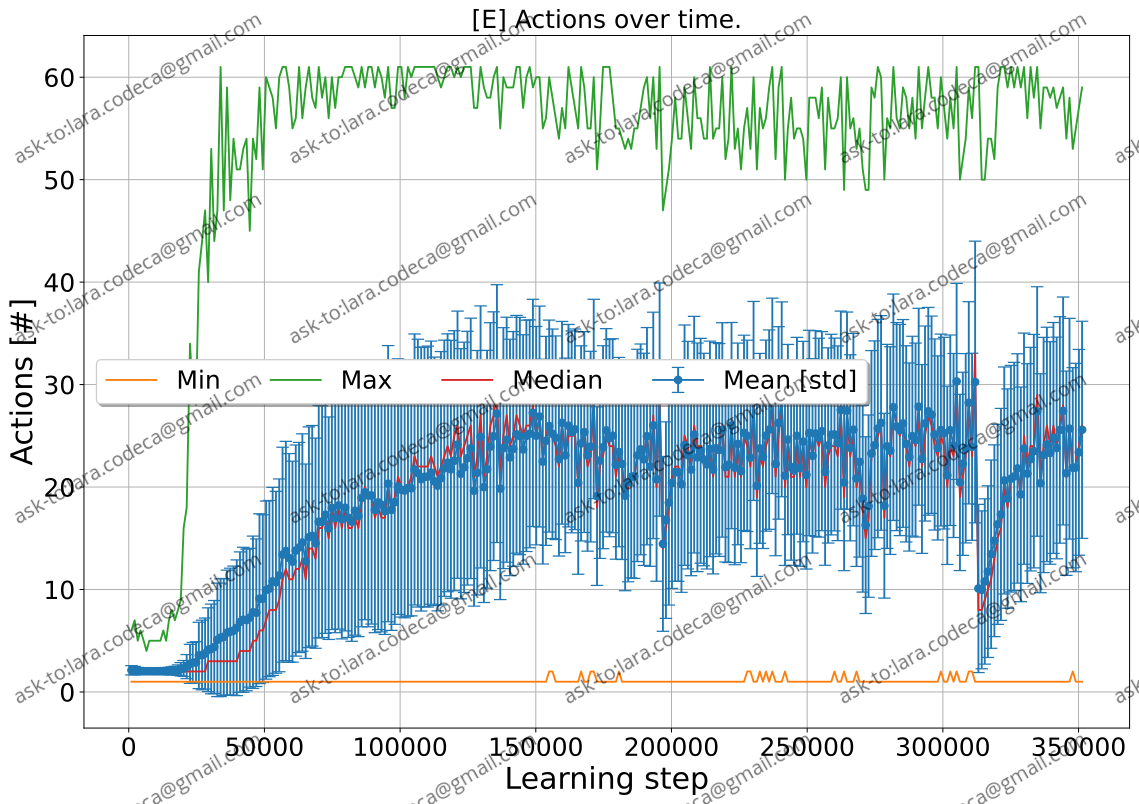 [E] Actions over time.
Actions [#]
60
50
40
30
20
10
0
Min Max Median Mean [std]
0 50000 100000 150000 200000 250000 300000 350000
Learning step
ask-to:lara.codeca@gmail.com